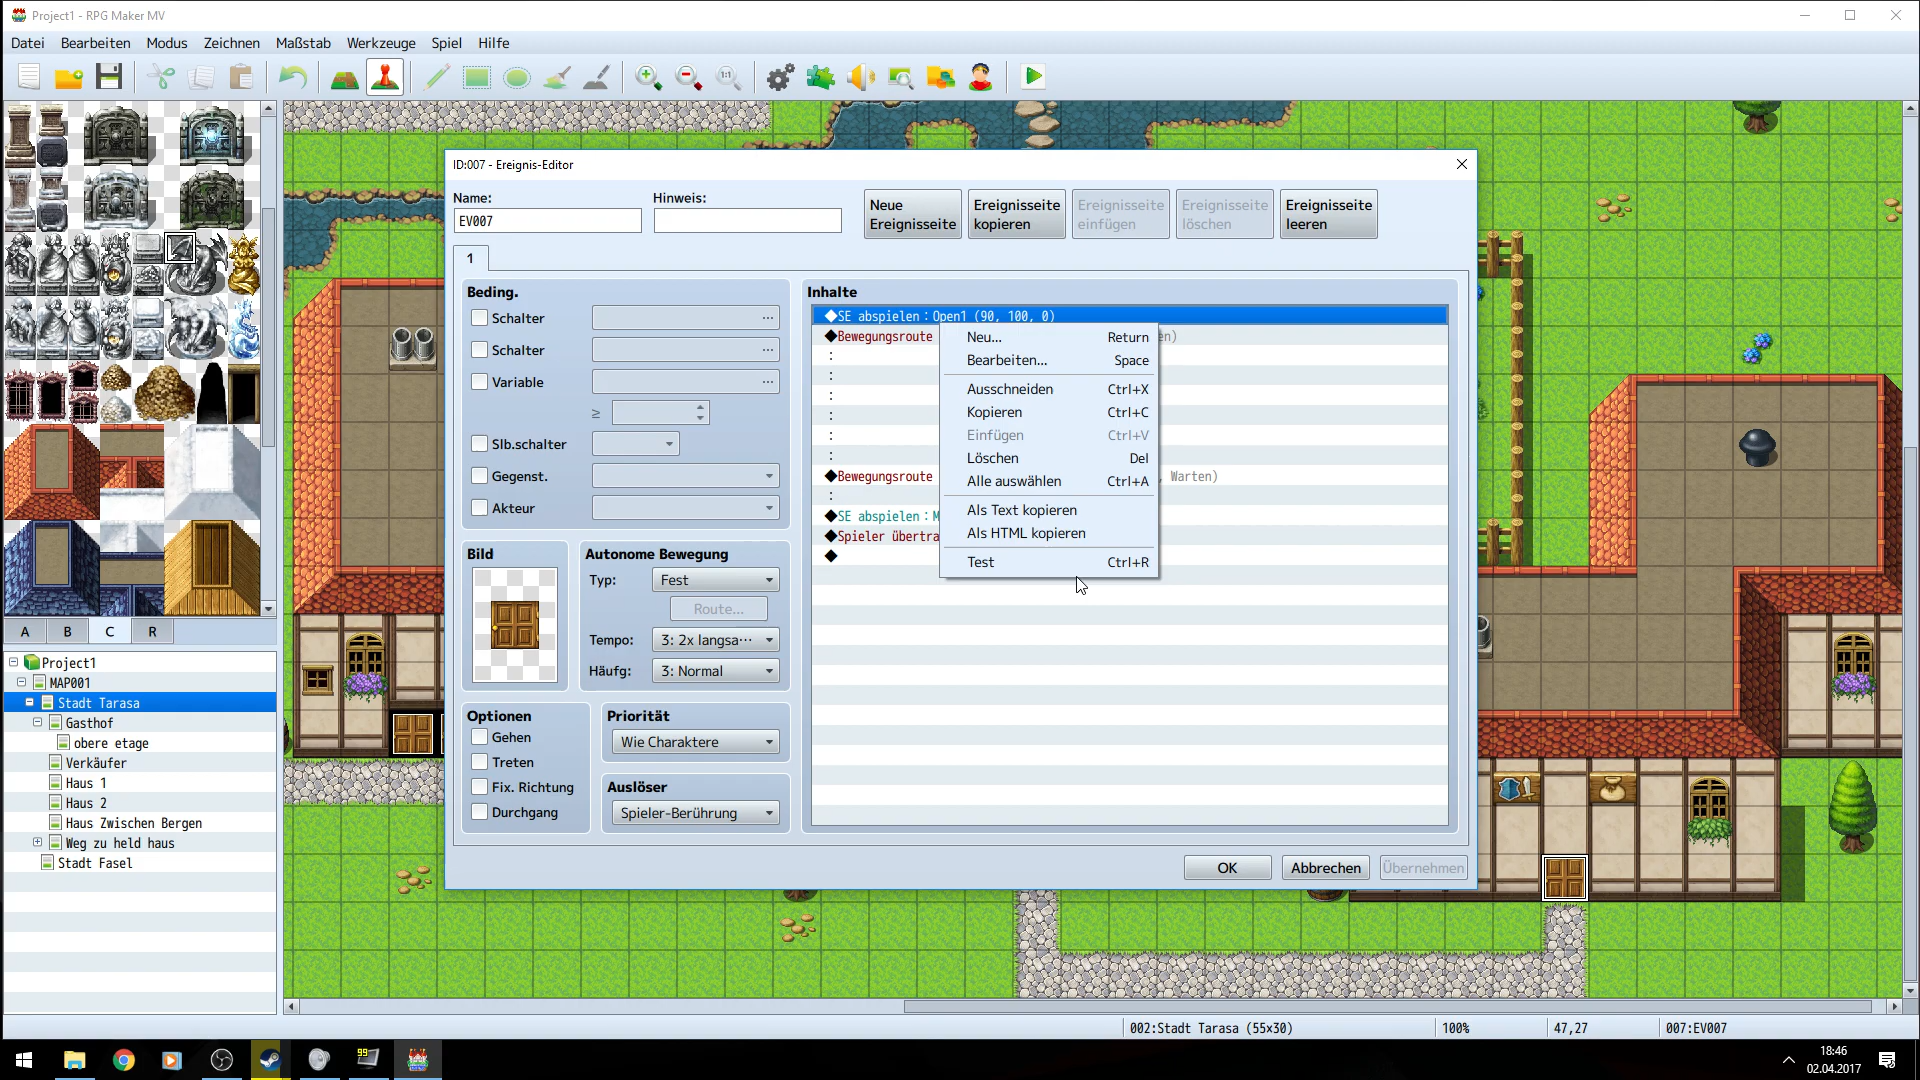 Project1 - RPG Maker MV
Datei Bearbeiten Modus Zeichnen Maßstab Werkzeuge Spiel Hilfe
1:1
ID:007 - Ereignis-Editor
Name: Hinweis:
EV007
Neue Ereignisseite
Ereignisseite kopieren
Ereignisseite einfügen
Ereignisseite löschen
Ereignisseite leeren
1
Beding.
Schalter ...
Schalter ...
Variable ...
≥
Slb.schalter
Gegenst.
Akteur
Bild
Autonome Bewegung
Typ: Fest
Route...
Tempo: 3: 2x langsa···
Häufg: 3: Normal
Optionen
Gehen
Treten
Fix. Richtung
Durchgang
Priorität
Wie Charaktere
Auslöser
Spieler-Berührung
Inhalte
◆SE abspielen：Open1 (90, 100, 0)
◆Bewegungsroute en)
:
:
:
:
:
:
◆Bewegungsroute , Warten)
:
◆SE abspielen：M
◆Spieler übertra
◆
Neu... Return
Bearbeiten... Space
Ausschneiden Ctrl+X
Kopieren Ctrl+C
Einfügen Ctrl+V
Löschen Del
Alle auswählen Ctrl+A
Als Text kopieren
Als HTML kopieren
Test Ctrl+R
OK Abbrechen Übernehmen
A B C R
Project1
MAP001
Stadt Tarasa
Gasthof
obere etage
Verkäufer
Haus 1
Haus 2
Haus Zwischen Bergen
Weg zu held haus
Stadt Fasel
002:Stadt Tarasa (55x30) 100% 47,27 007:EV007
99
18:46
02.04.2017